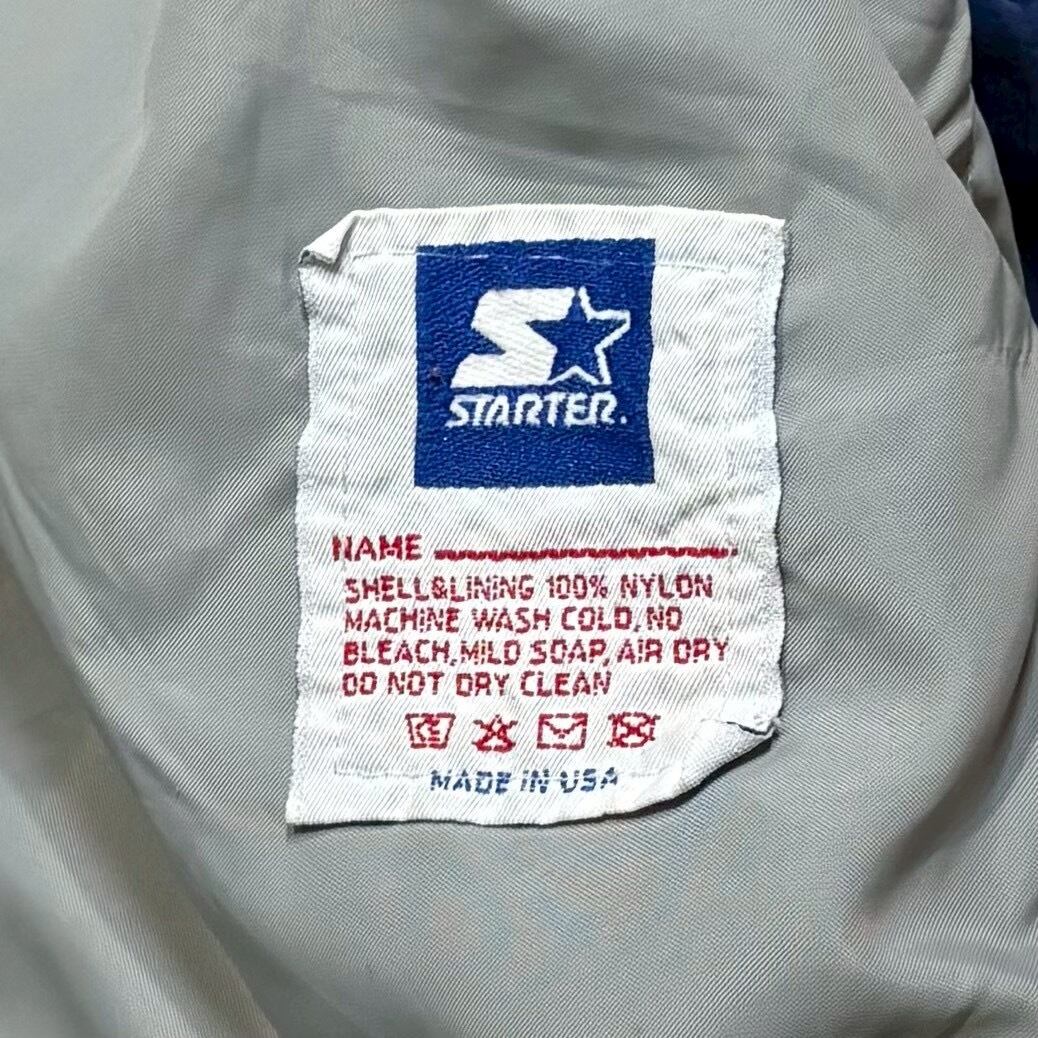 STARTER.
NAME
SHELL&LINING 100% NYLON
MACHINE WASH COLD, NO
BLEACH, MILD SOAP, AIR DRY
DO NOT DRY CLEAN
MADE IN USA